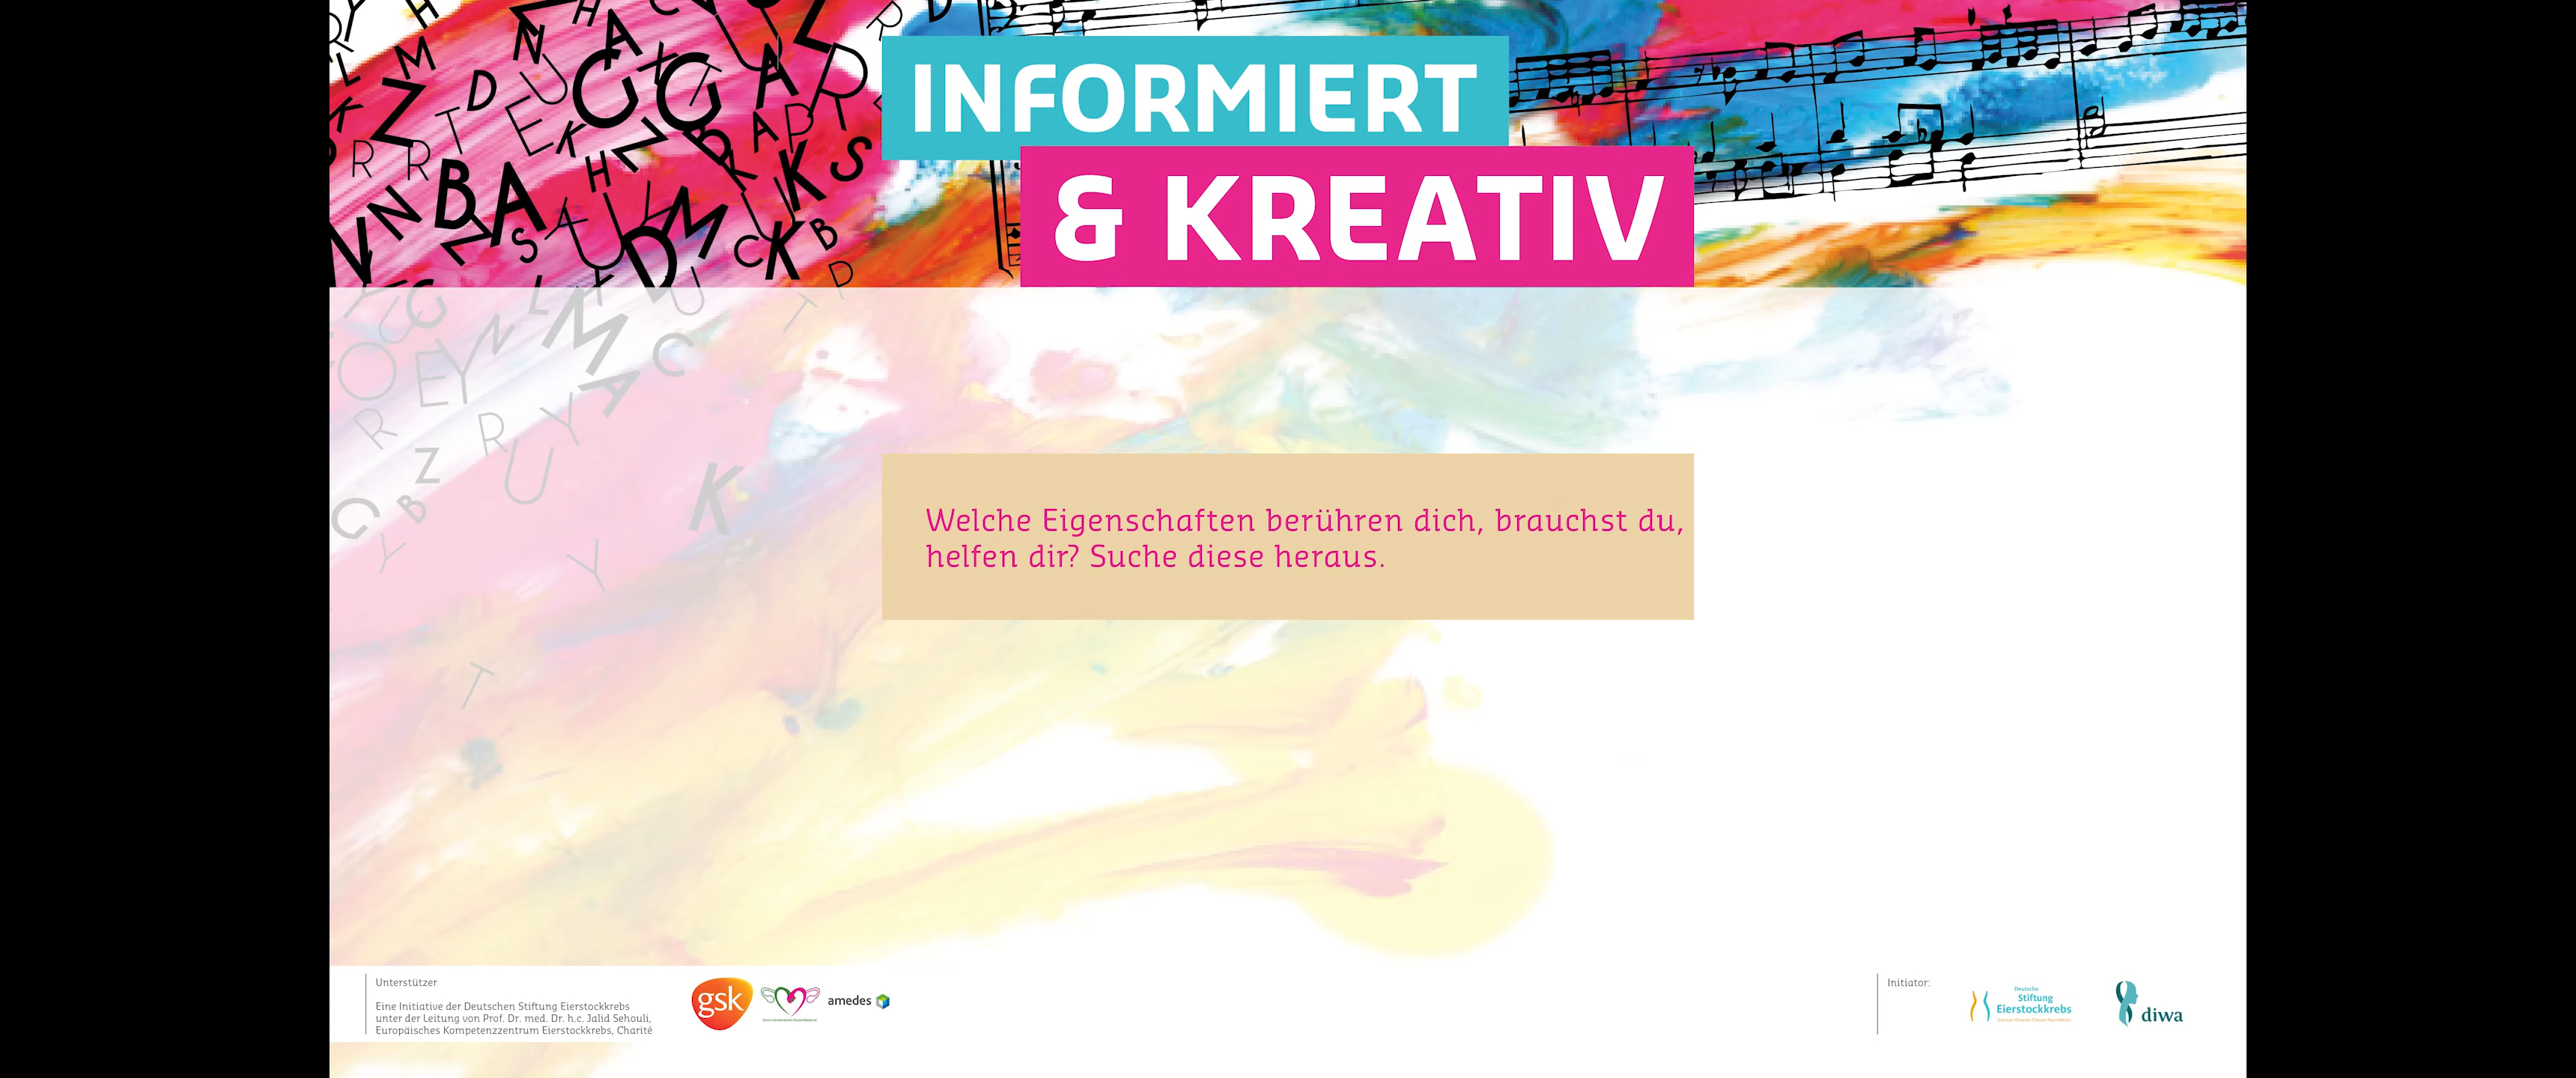 INFORMIERT
& KREATIV
Welche Eigenschaften berühren dich, brauchst du,
helfen dir? Suche diese heraus.
Unterstützer
Eine Initiative der Deutschen Stiftung Eierstockkrebs
unter der Leitung von Prof. Dr. med. Dr. h.c. Jalid Sehouli,
Europäisches Kompetenzzentrum Eierstockkrebs, Charité
gsk
amedes
Initiator:
Deutsche
Stiftung
Eierstockkrebs
diwa